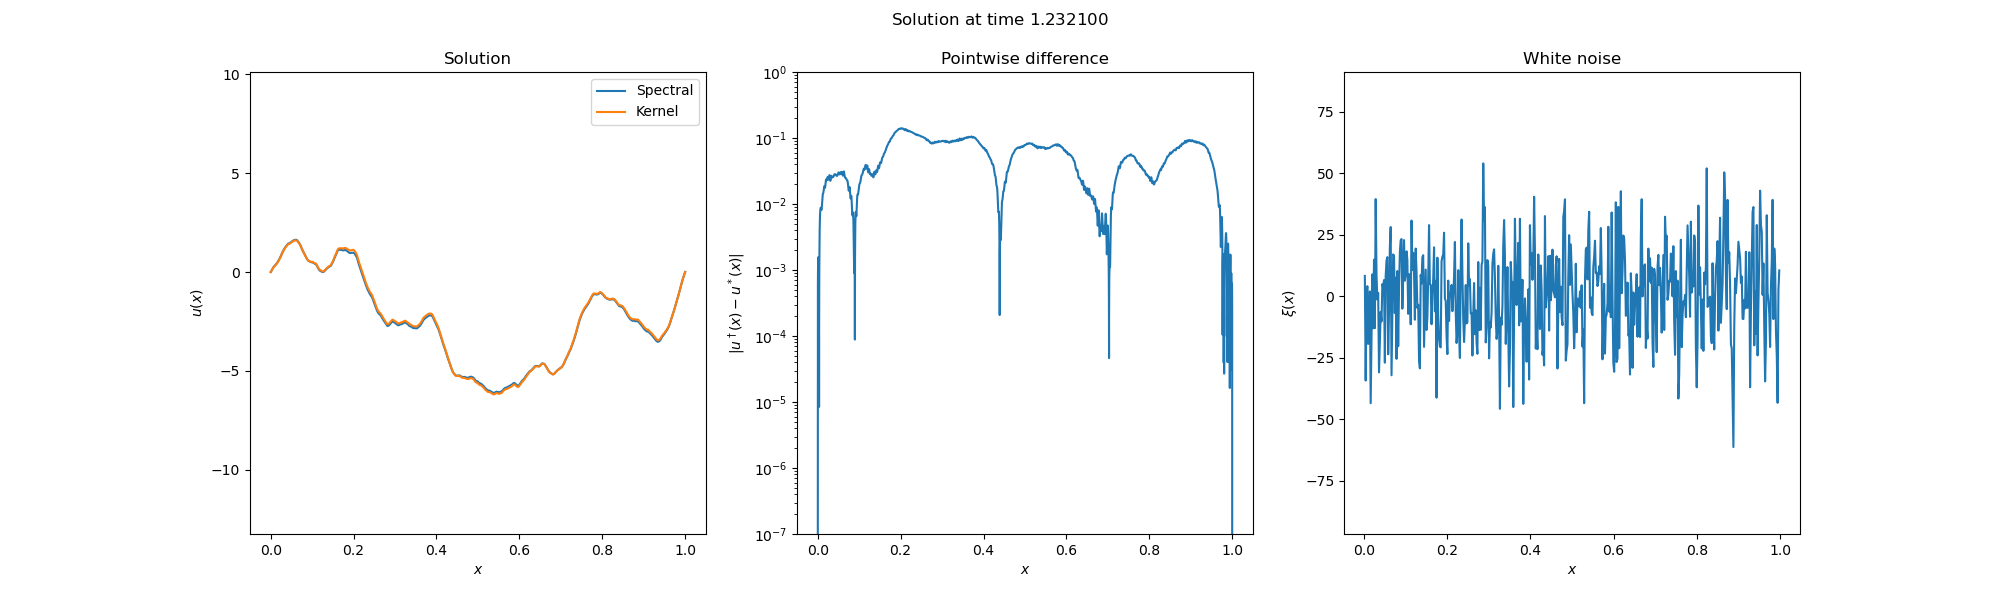 Solution at time 1.232100
Solution
10
5
0
−5
−10
0.0 0.2 0.4 0.6 0.8 1.0
x
u(x)
Spectral
Kernel
Pointwise difference
10⁰
10⁻¹
10⁻²
10⁻³
10⁻⁴
10⁻⁵
10⁻⁶
10⁻⁷
0.0 0.2 0.4 0.6 0.8 1.0
x
|u†(x) − u*(x)|
White noise
75
50
25
0
−25
−50
−75
0.0 0.2 0.4 0.6 0.8 1.0
x
ξ(x)